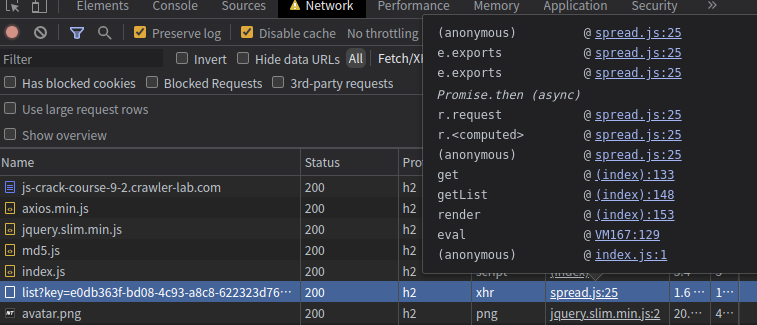 Elements Console Sources Network Performance Memory Application Security »
Preserve log Disable cache No throttling
Filter Invert Hide data URLs All Fetch/XH
Has blocked cookies Blocked Requests 3rd-party requests
Use large request rows
Show overview
(anonymous) @ spread.js:25
e.exports @ spread.js:25
e.exports @ spread.js:25
Promise.then (async)
r.request @ spread.js:25
r.<computed> @ spread.js:25
(anonymous) @ spread.js:25
get @ (index):133
getList @ (index):148
render @ (index):153
eval @ VM167:129
(anonymous) @ index.js:1
Name Status Pro
js-crack-course-9-2.crawler-lab.com 200 h2
axios.min.js 200 h2
jquery.slim.min.js 200 h2
md5.js 200 h2
index.js 200 h2 script (index)
list?key=e0db363f-bd08-4c93-a8c8-622323d76… 200 h2 xhr spread.js:25 1.6 … 1…
avatar.png 200 h2 png jquery.slim.min.js:2 20.… 4…